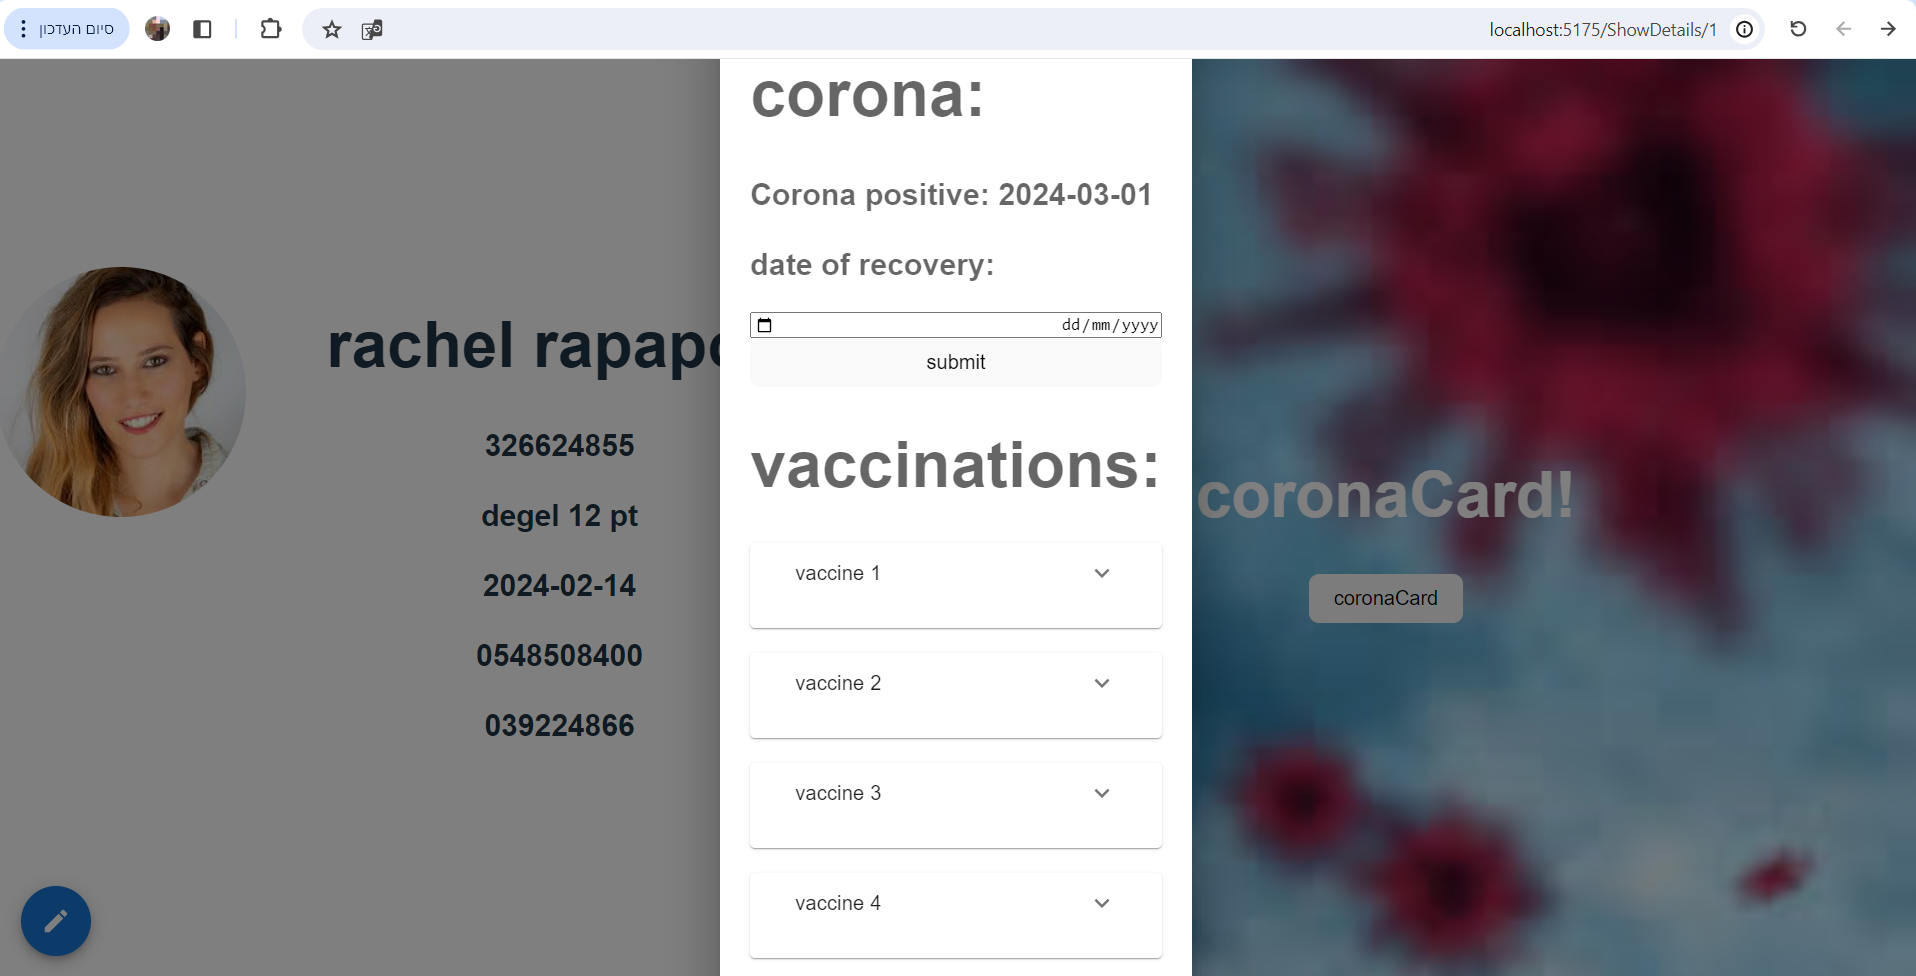 סיום העדכון
localhost:5175/ShowDetails/1
corona:
Corona positive: 2024-03-01
date of recovery:
dd/mm/yyyy
submit
vaccinations:
vaccine 1
vaccine 2
vaccine 3
vaccine 4
rachel rapapo
326624855
degel 12 pt
2024-02-14
0548508400
039224866
coronaCard!
coronaCard